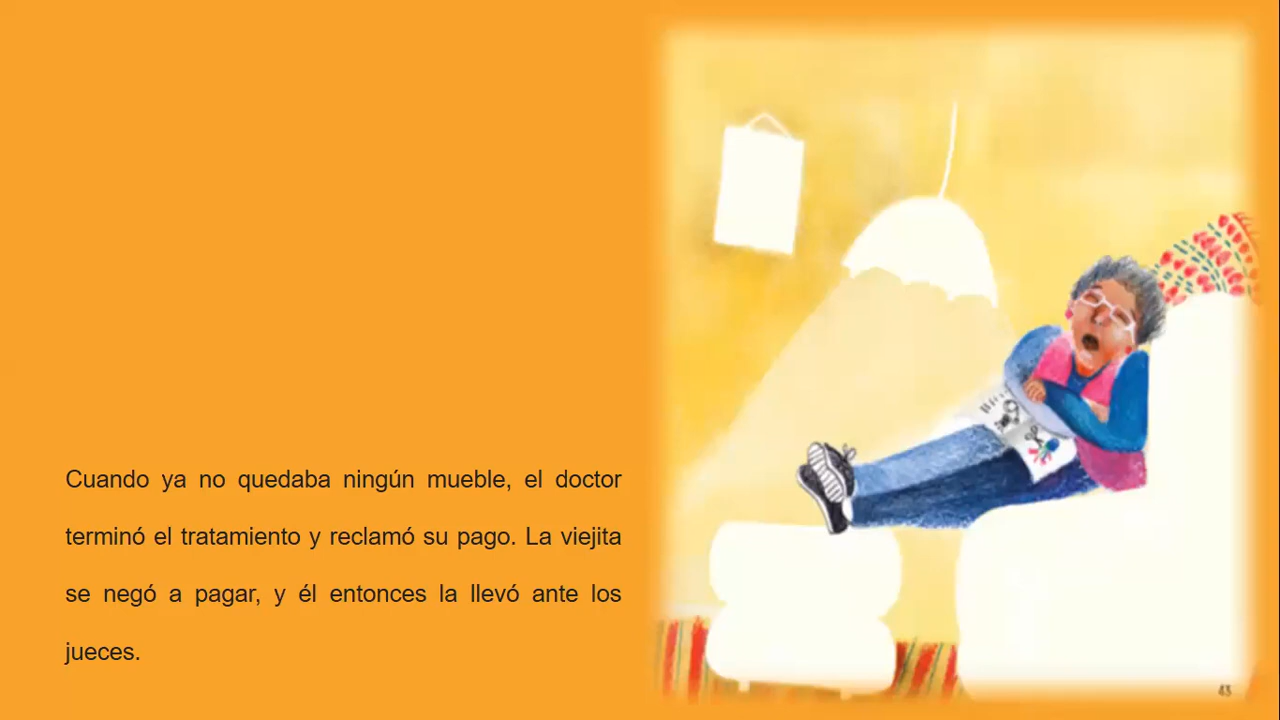 Cuando ya no quedaba ningún mueble, el doctor
terminó el tratamiento y reclamó su pago. La viejita
se negó a pagar, y él entonces la llevó ante los
jueces.